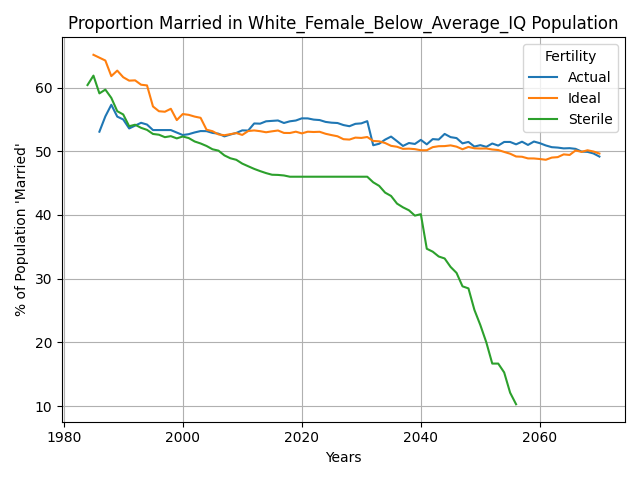 Proportion Married in White_Female_Below_Average_IQ Population
Fertility
Actual
Ideal
Sterile
% of Population 'Married'
60
50
40
30
20
10
1980
2000
2020
2040
2060
Years